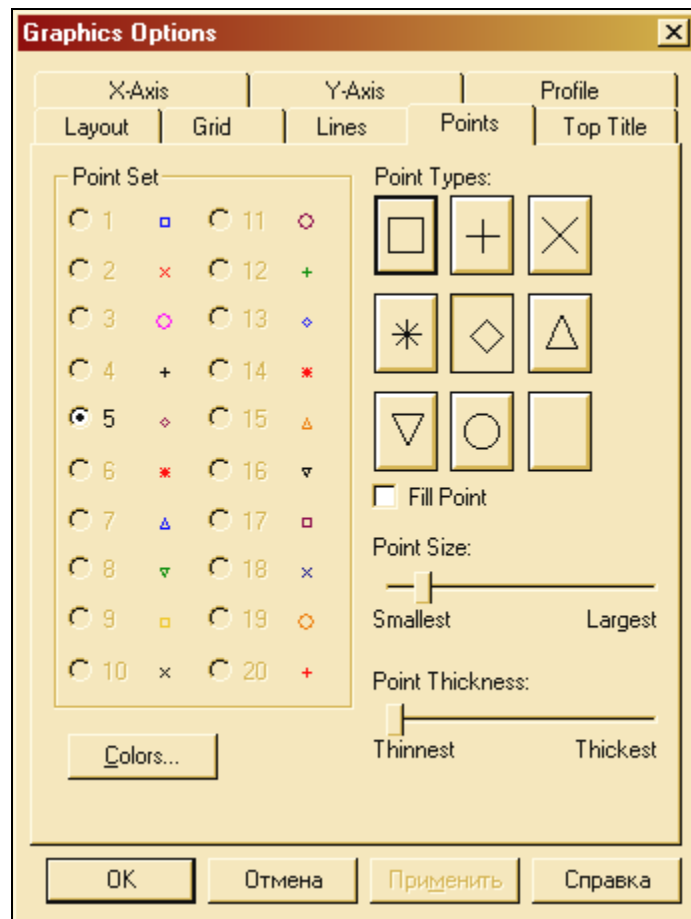 Graphics Options
X-Axis Y-Axis Profile
Layout Grid Lines Points Top Title
Point Set
Point Types:
1 11
2 12
3 13
4 14
5 15
6 16
7 17
8 18
9 19
10 20
Fill Point
Point Size:
Smallest Largest
Point Thickness:
Thinnest Thickest
Colors...
OK Отмена Применить Справка